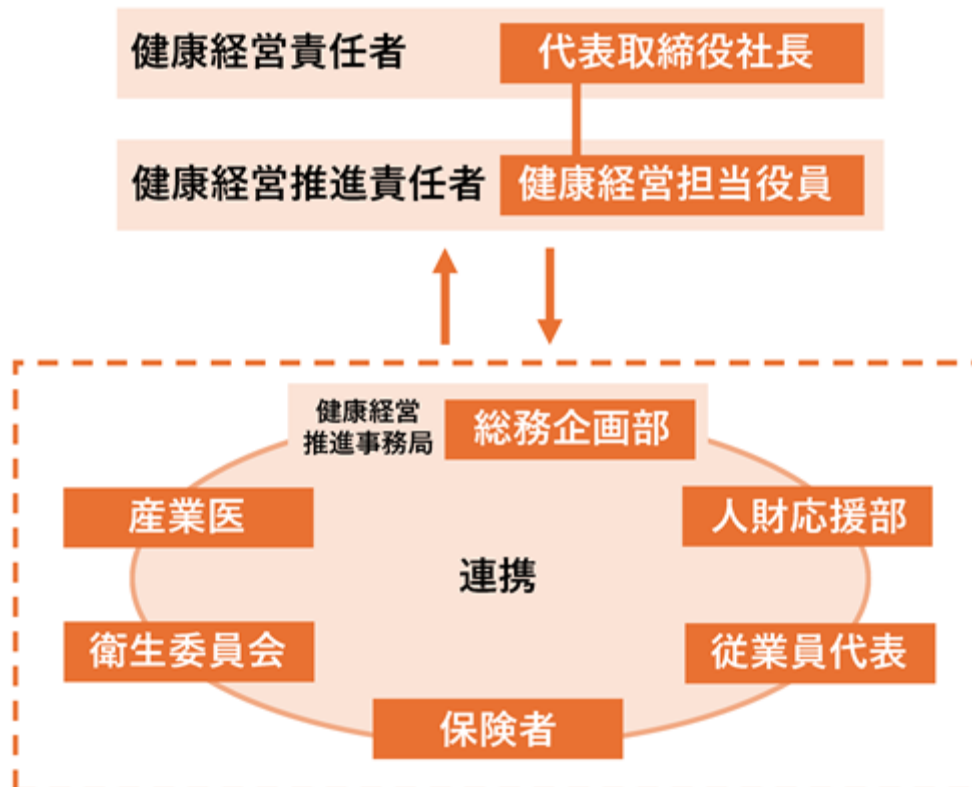 健康経営責任者
代表取締役社長
健康経営推進責任者
健康経営担当役員
健康経営
推進事務局
総務企画部
産業医
人財応援部
連携
衛生委員会
従業員代表
保険者